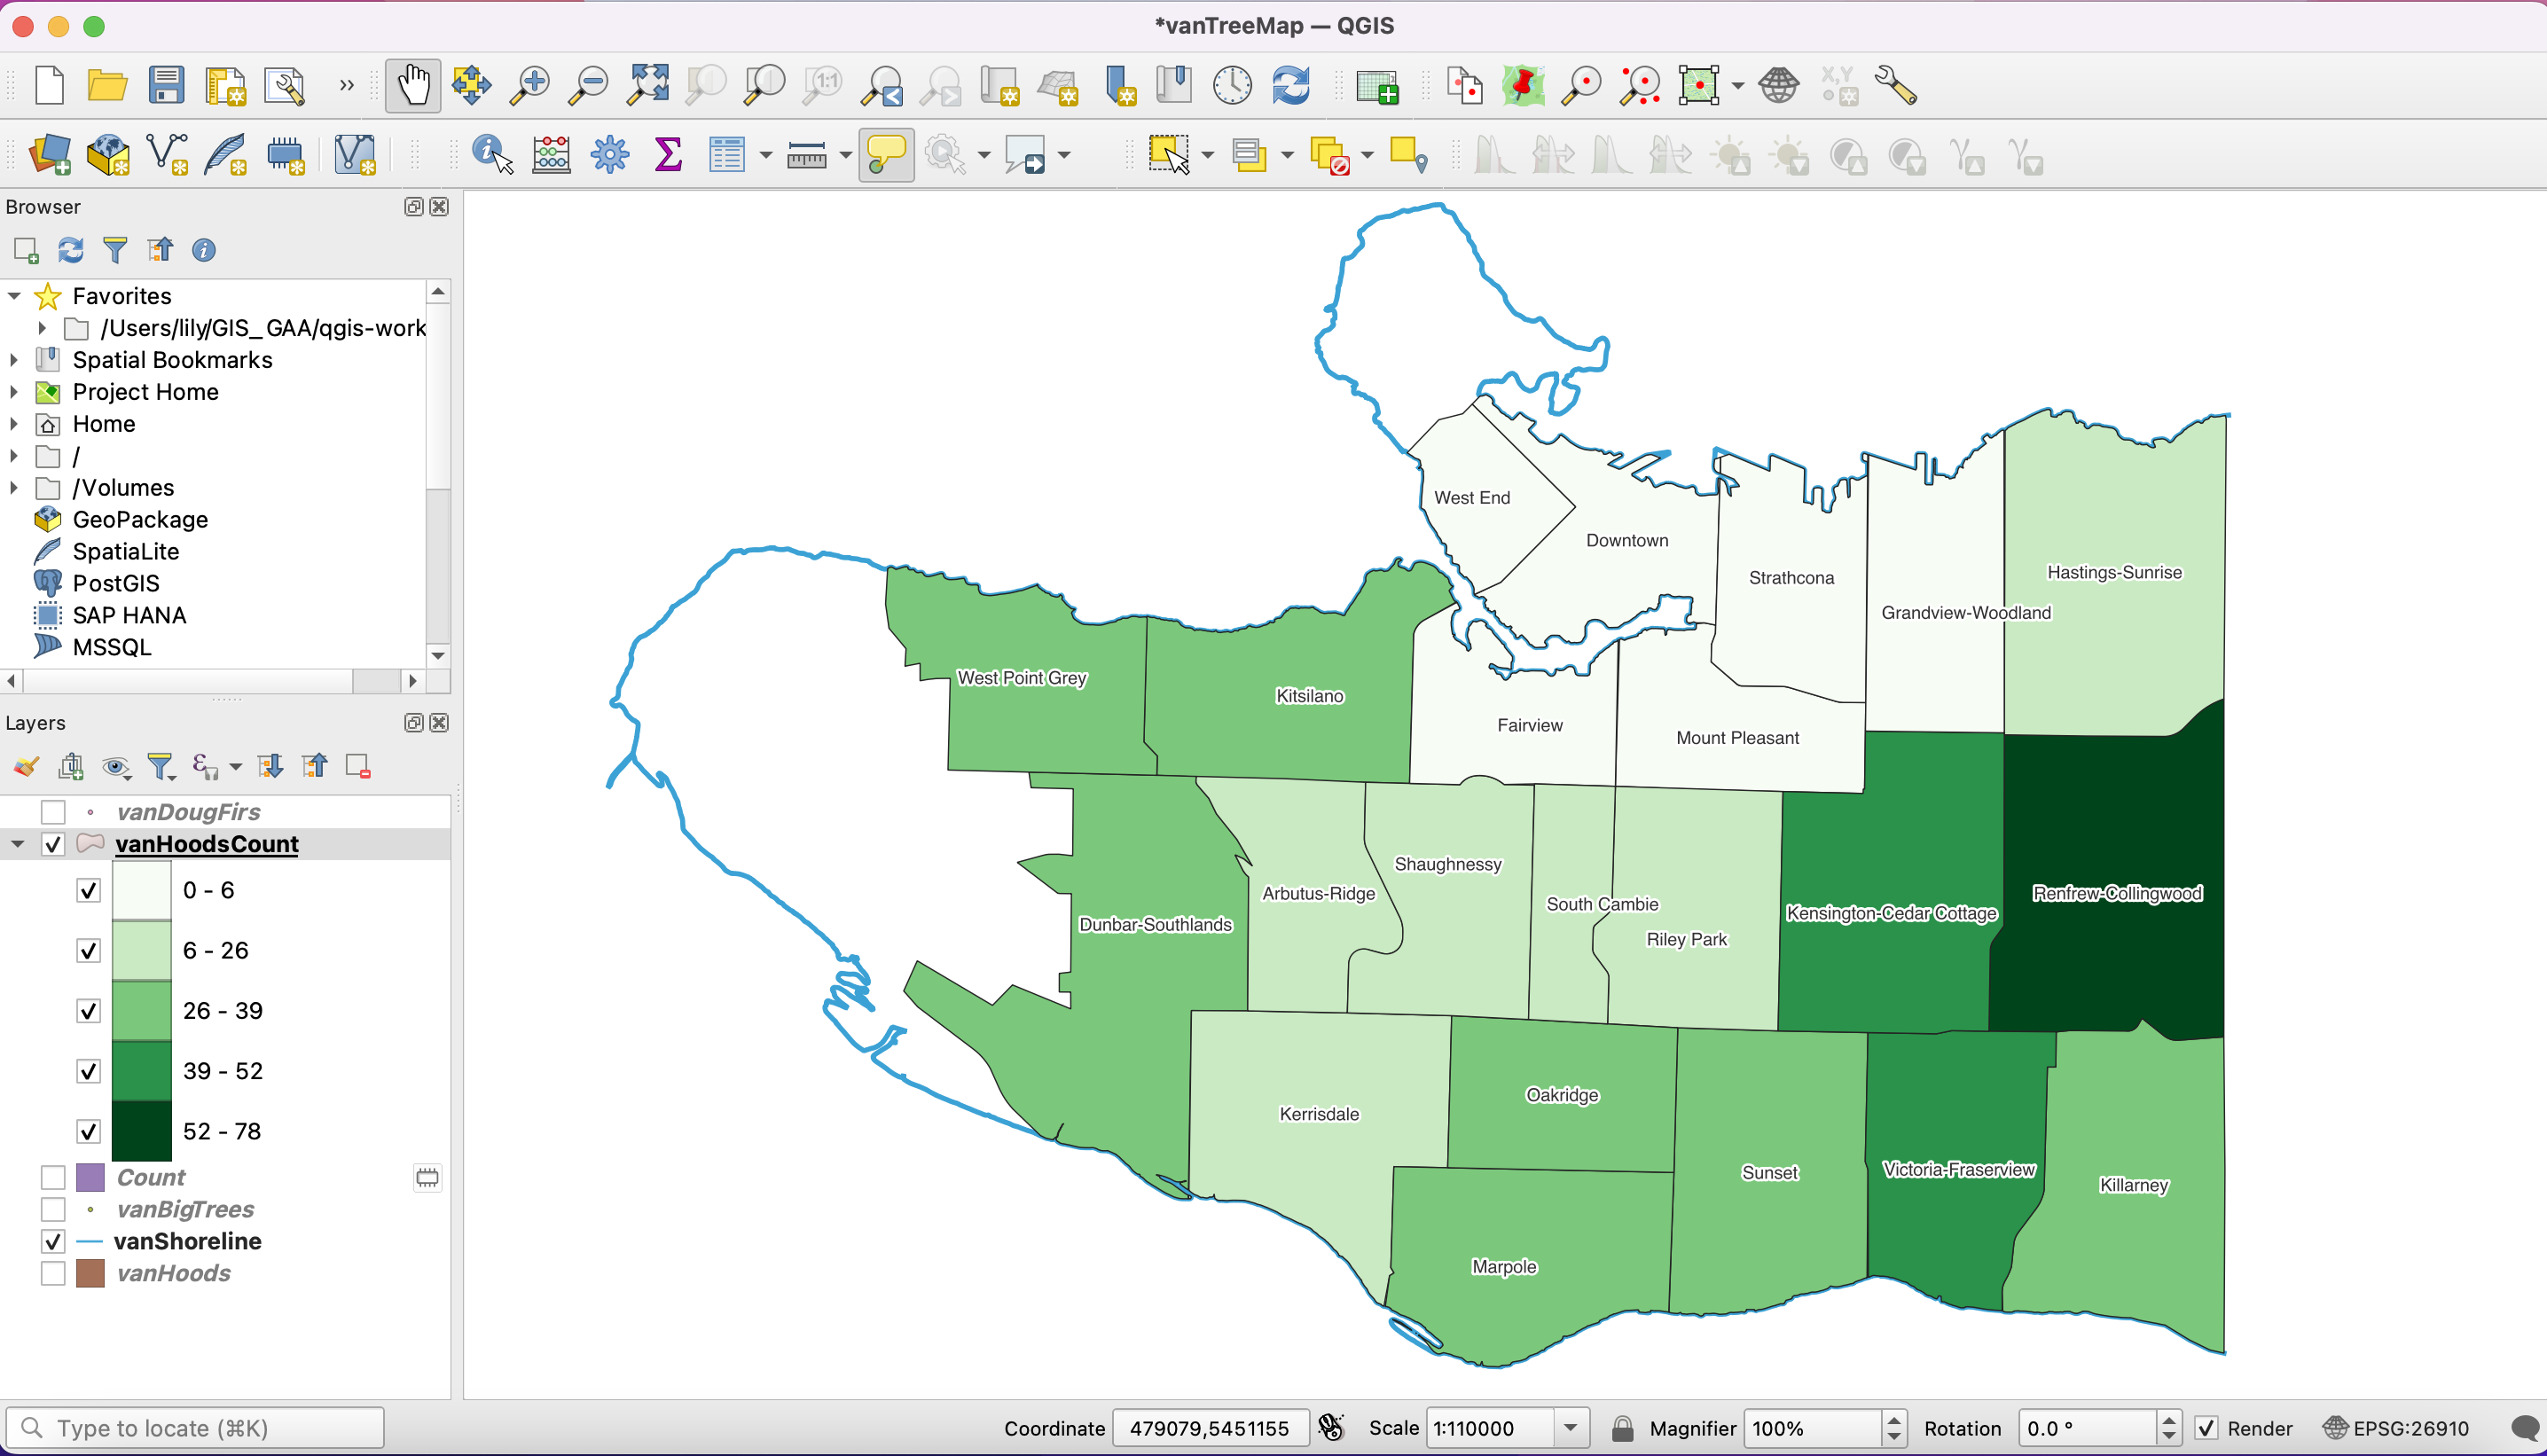 *vanTreeMap — QGIS
1:1
X,Y
Browser
Favorites
/Users/lily/GIS_GAA/qgis-work
Spatial Bookmarks
Project Home
Home
/
/Volumes
GeoPackage
SpatiaLite
PostGIS
SAP HANA
MSSQL
Layers
vanDougFirs
vanHoodsCount
0 - 6
6 - 26
26 - 39
39 - 52
52 - 78
Count
vanBigTrees
vanShoreline
vanHoods
West End
Downtown
Strathcona
Hastings-Sunrise
Grandview-Woodland
West Point Grey
Kitsilano
Fairview
Mount Pleasant
Shaughnessy
Arbutus-Ridge
Renfrew-Collingwood
South Cambie
Kensington-Cedar Cottage
Dunbar-Southlands
Riley Park
Oakridge
Kerrisdale
Victoria-Fraserview
Sunset
Killarney
Marpole
Type to locate (⌘K)
Coordinate 479079,5451155 Scale 1:110000 Magnifier 100% Rotation 0.0 ° Render EPSG:26910